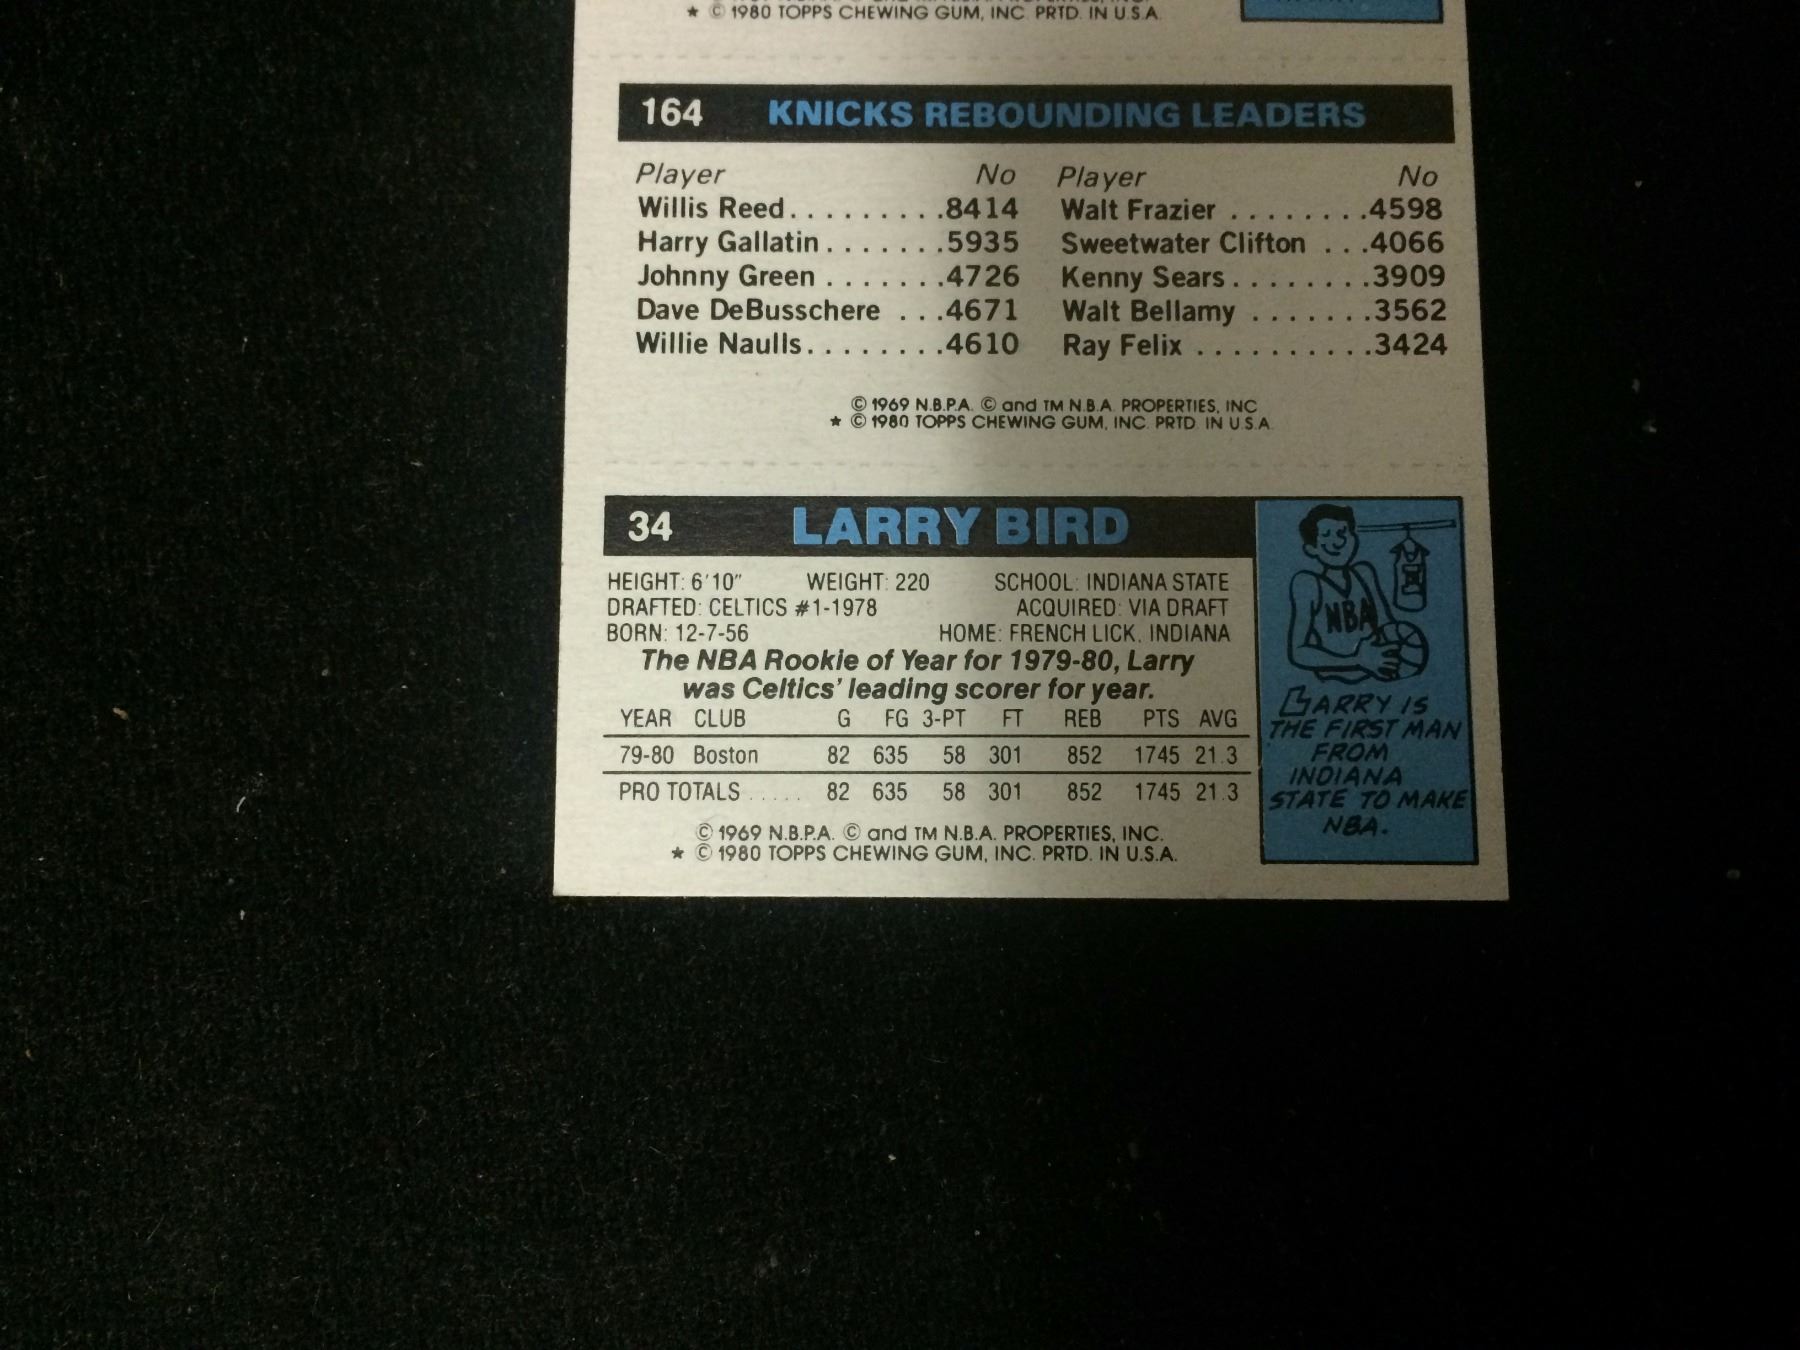 ★ © 1980 TOPPS CHEWING GUM, INC. PRTD. IN U.S.A.
164 KNICKS REBOUNDING LEADERS
Player No Player No
Willis Reed.........8414 Walt Frazier ........4598
Harry Gallatin.......5935 Sweetwater Clifton ...4066
Johnny Green.......4726 Kenny Sears........3909
Dave DeBusschere ...4671 Walt Bellamy .......3562
Willie Naulls........4610 Ray Felix ..........3424
© 1969 N.B.P.A. © and TM N.B.A. PROPERTIES, INC
★ © 1980 TOPPS CHEWING GUM, INC. PRTD. IN U.S.A.
34 LARRY BIRD
HEIGHT: 6'10" WEIGHT: 220 SCHOOL: INDIANA STATE
DRAFTED: CELTICS #1-1978 ACQUIRED: VIA DRAFT
BORN: 12-7-56 HOME: FRENCH LICK, INDIANA
The NBA Rookie of Year for 1979-80, Larry
was Celtics' leading scorer for year.
YEAR CLUB G FG 3-PT FT REB PTS AVG
79-80 Boston 82 635 58 301 852 1745 21.3
PRO TOTALS ..... 82 635 58 301 852 1745 21.3
© 1969 N.B.P.A. © and TM N.B.A. PROPERTIES, INC.
★ © 1980 TOPPS CHEWING GUM, INC. PRTD. IN U.S.A.
NBA
LARRY IS
THE FIRST MAN
FROM
INDIANA
STATE TO MAKE
NBA.